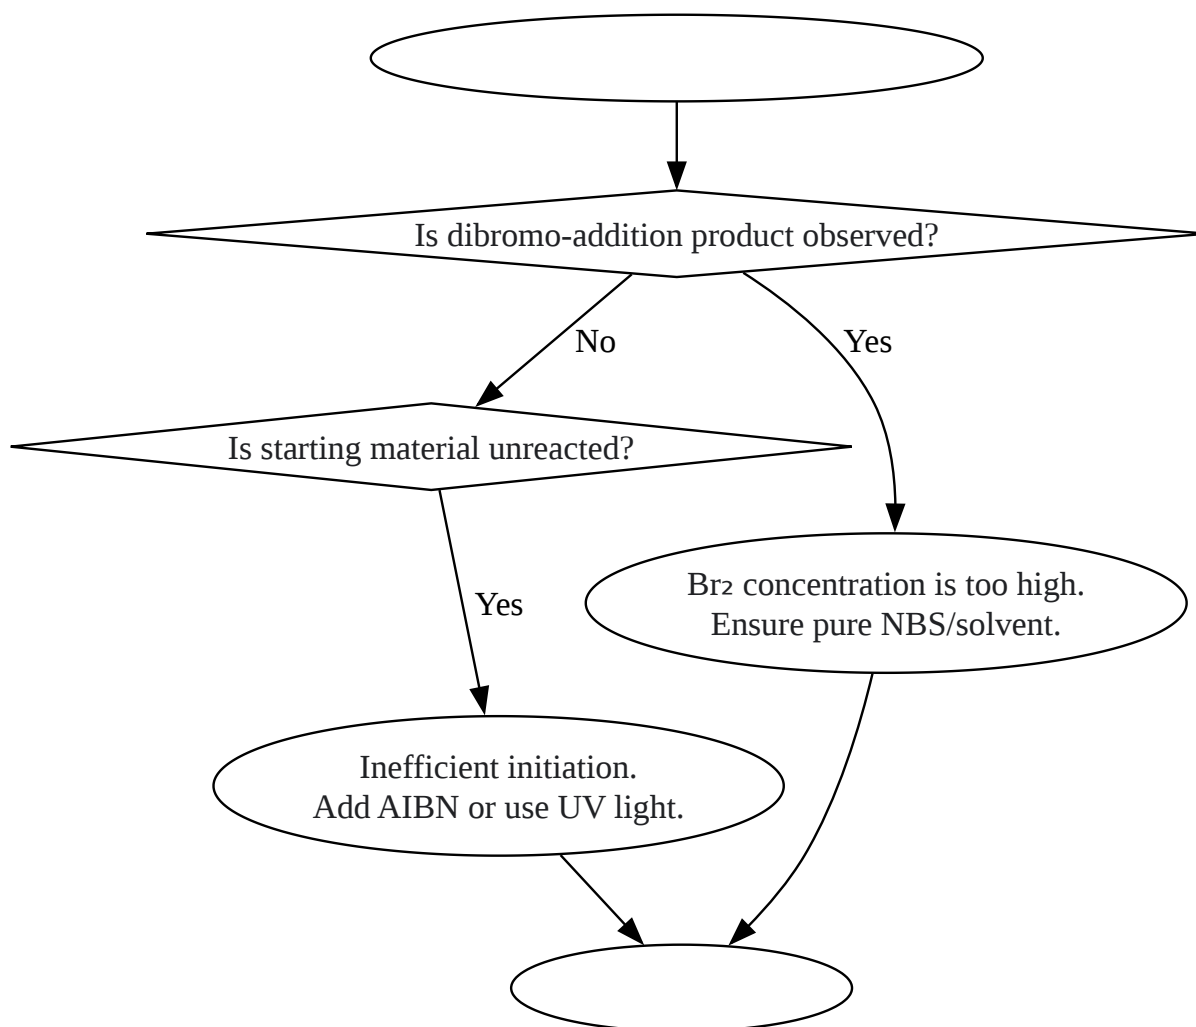 Is dibromo-addition product observed?
No
Yes
Is starting material unreacted?
Yes
Br₂ concentration is too high.
Ensure pure NBS/solvent.
Inefficient initiation.
Add AIBN or use UV light.